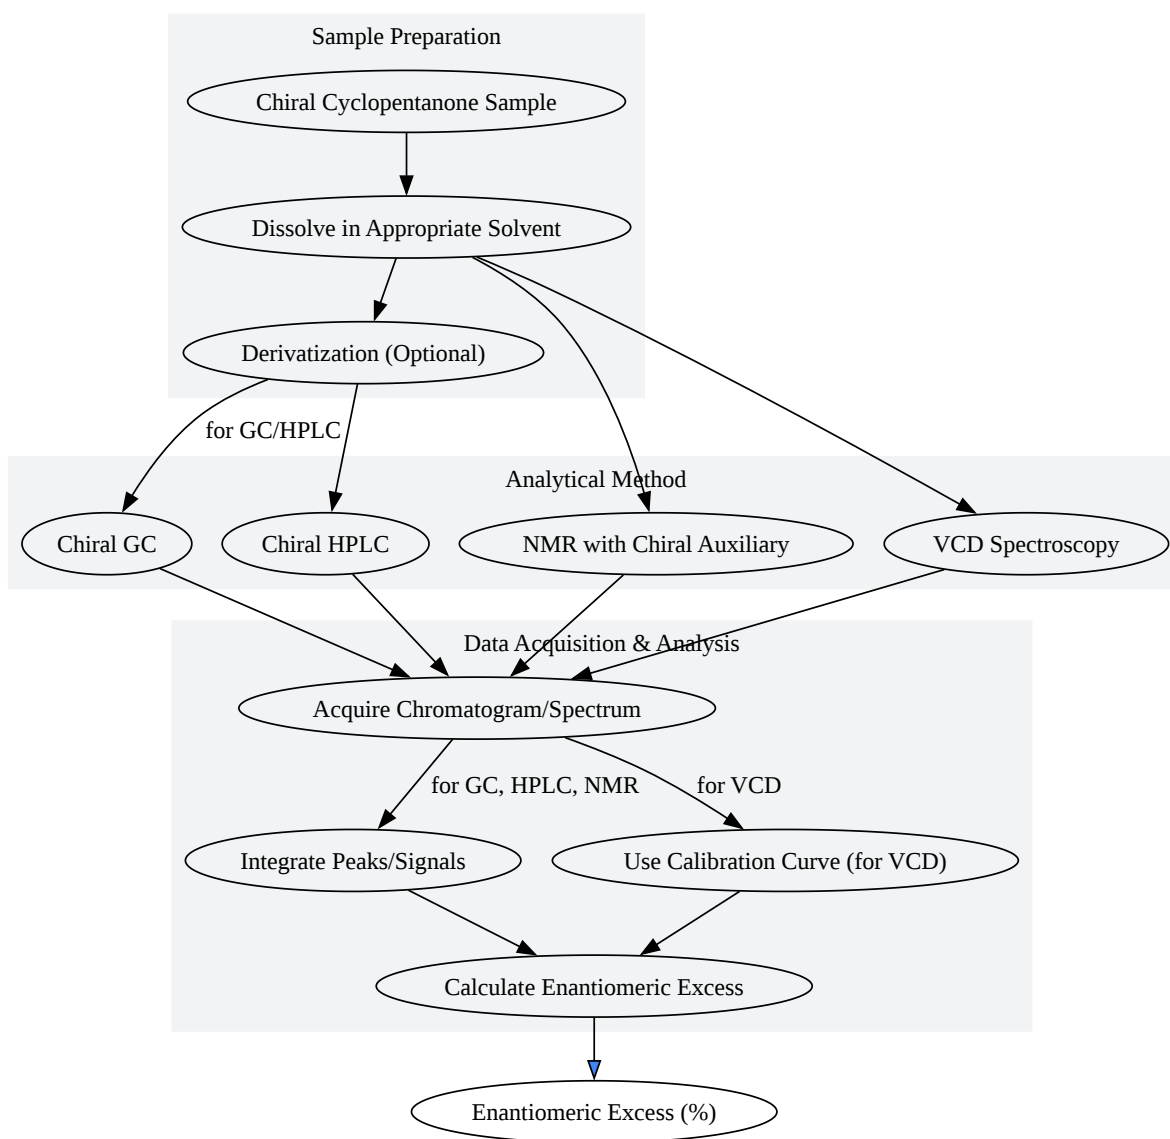 Sample Preparation
Chiral Cyclopentanone Sample
Dissolve in Appropriate Solvent
Derivatization (Optional)
for GC/HPLC
Analytical Method
Chiral GC
Chiral HPLC
NMR with Chiral Auxiliary
VCD Spectroscopy
Data Acquisition & Analysis
Acquire Chromatogram/Spectrum
for GC, HPLC, NMR
for VCD
Integrate Peaks/Signals
Use Calibration Curve (for VCD)
Calculate Enantiomeric Excess
Enantiomeric Excess (%)